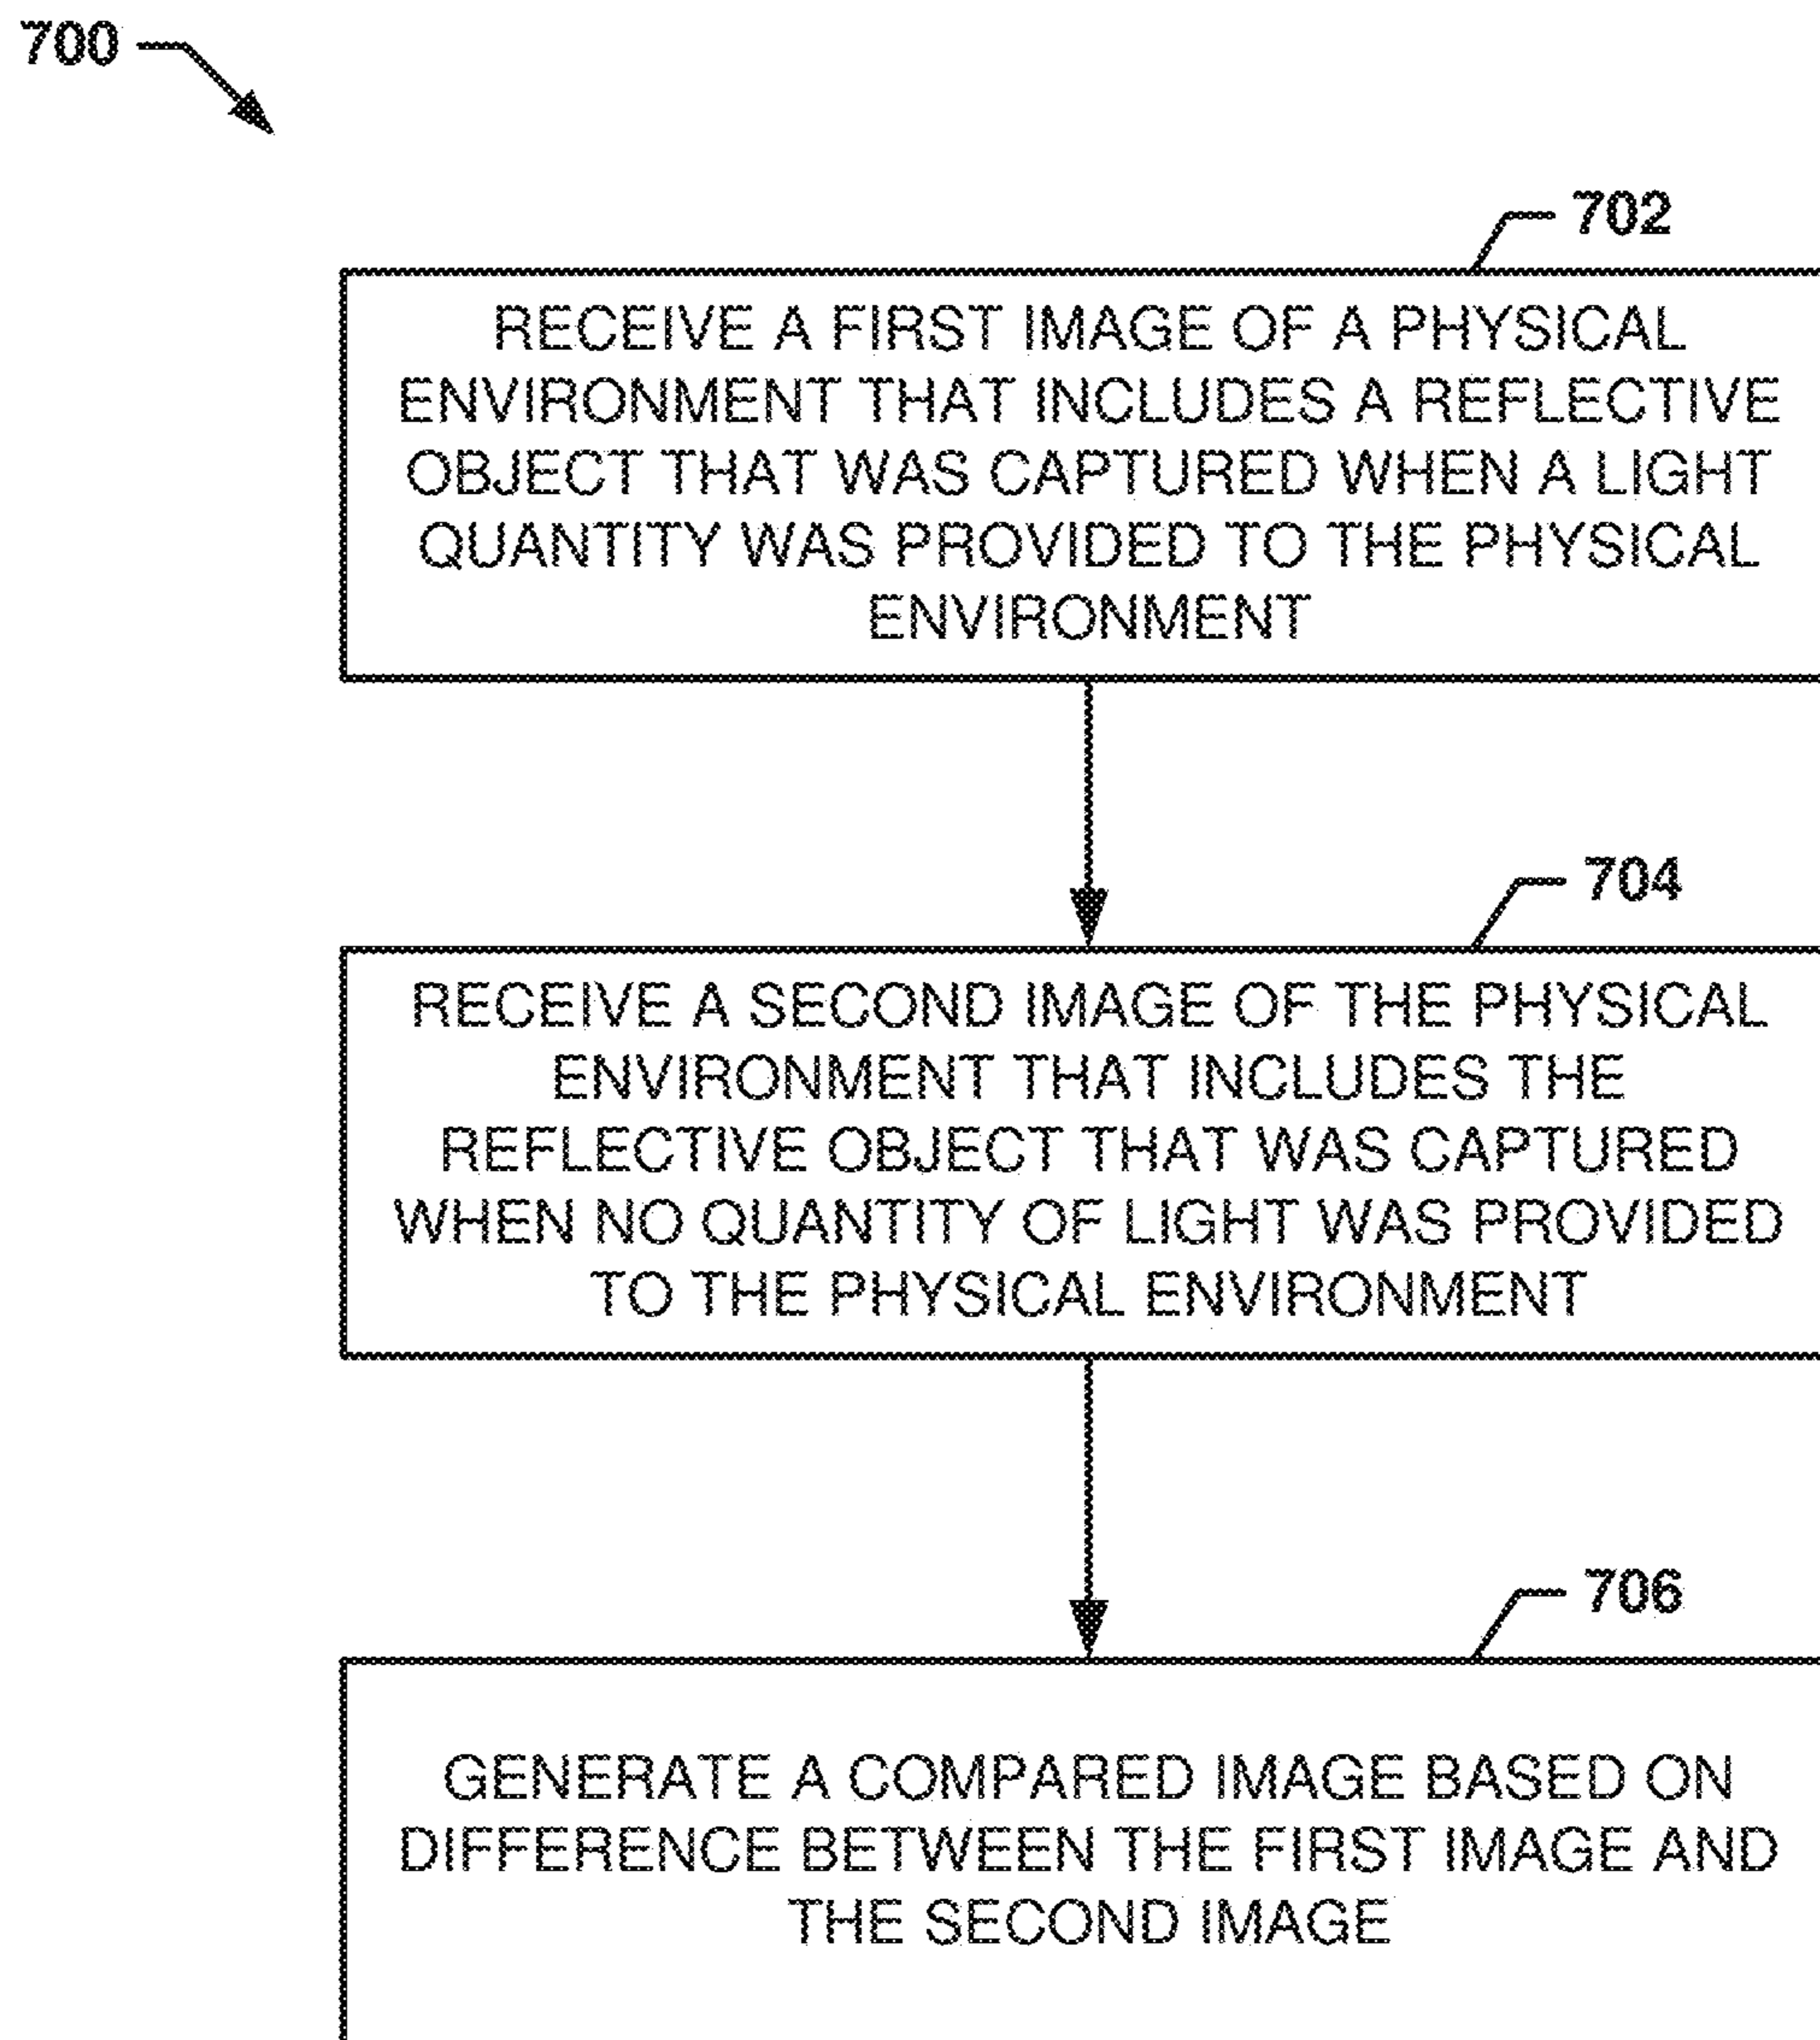 700
702
RECEIVE A FIRST IMAGE OF A PHYSICAL
ENVIRONMENT THAT INCLUDES A REFLECTIVE
OBJECT THAT WAS CAPTURED WHEN A LIGHT
QUANTITY WAS PROVIDED TO THE PHYSICAL
ENVIRONMENT
704
RECEIVE A SECOND IMAGE OF THE PHYSICAL
ENVIRONMENT THAT INCLUDES THE
REFLECTIVE OBJECT THAT WAS CAPTURED
WHEN NO QUANTITY OF LIGHT WAS PROVIDED
TO THE PHYSICAL ENVIRONMENT
706
GENERATE A COMPARED IMAGE BASED ON
DIFFERENCE BETWEEN THE FIRST IMAGE AND
THE SECOND IMAGE